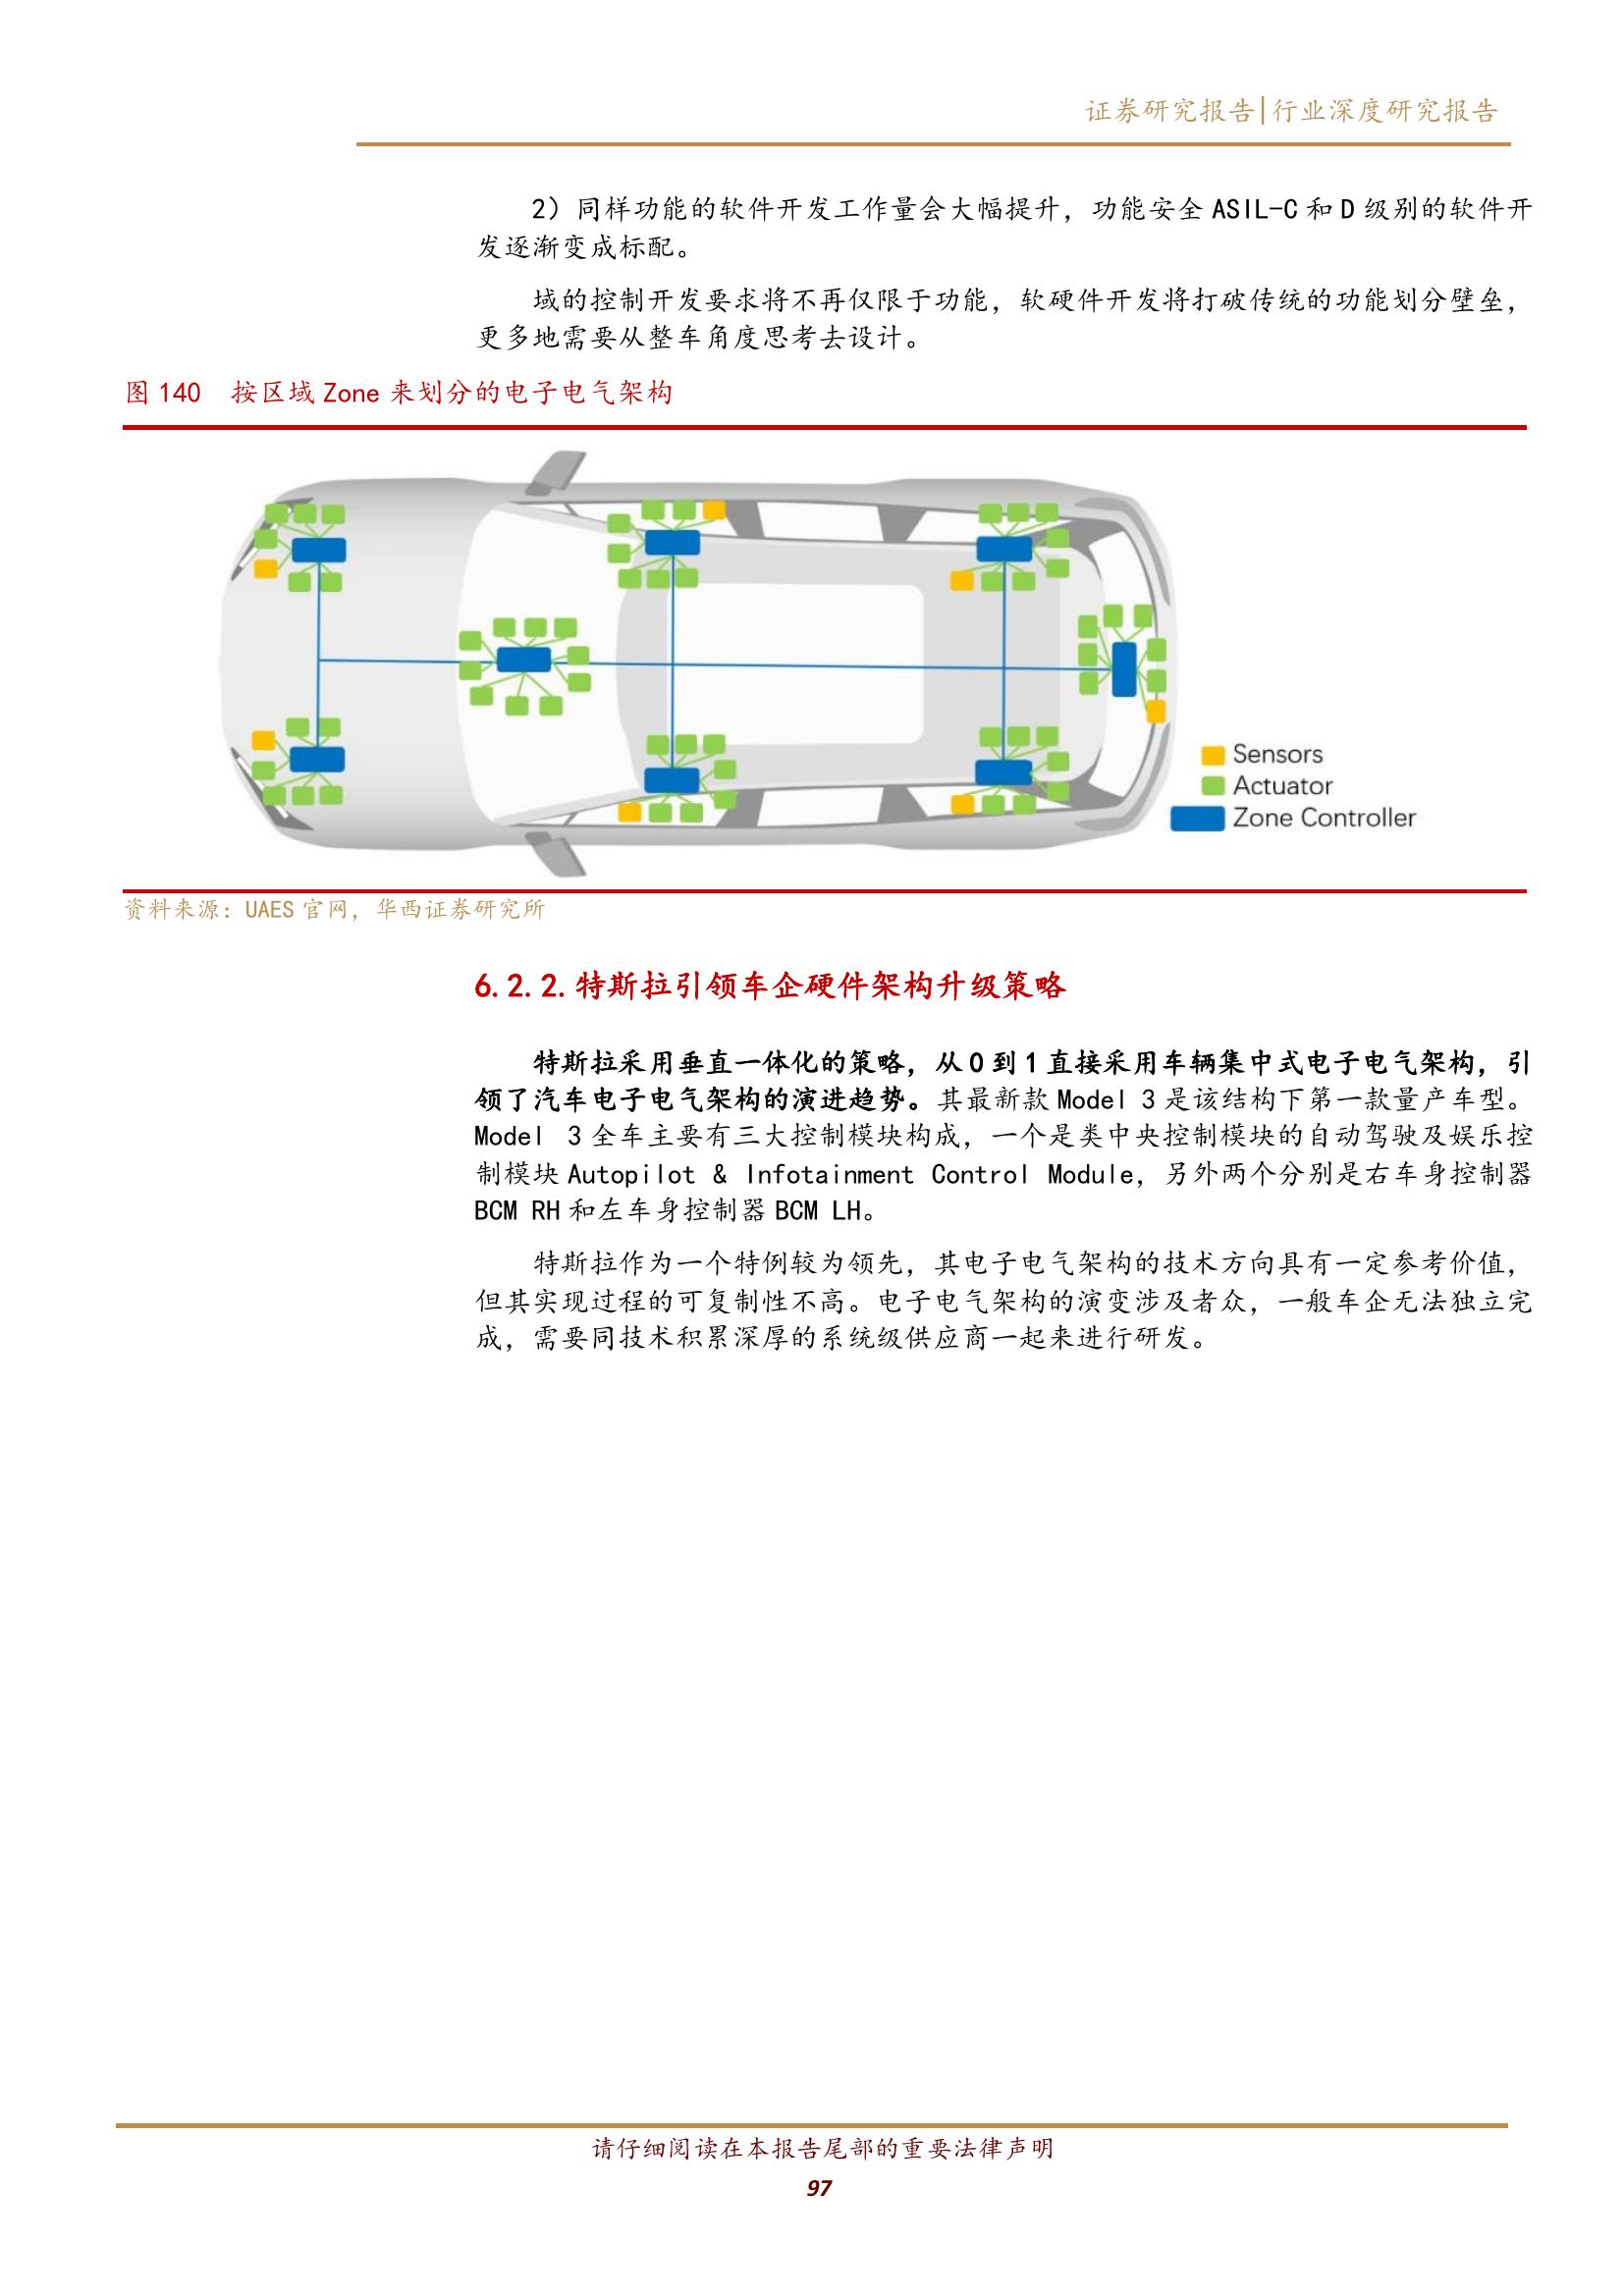 证券研究报告|行业深度研究报告
2）同样功能的软件开发工作量会大幅提升，功能安全 ASIL-C 和 D 级别的软件开
发逐渐变成标配。
域的控制开发要求将不再仅限于功能，软硬件开发将打破传统的功能划分壁垒，
更多地需要从整车角度思考去设计。
图 140 按区域 Zone 来划分的电子电气架构
Sensors
Actuator
Zone Controller
资料来源：UAES 官网，华西证券研究所
6.2.2.特斯拉引领车企硬件架构升级策略
特斯拉采用垂直一体化的策略，从 0 到 1 直接采用车辆集中式电子电气架构，引
领了汽车电子电气架构的演进趋势。其最新款 Model 3 是该结构下第一款量产车型。
Model 3 全车主要有三大控制模块构成，一个是类中央控制模块的自动驾驶及娱乐控
制模块 Autopilot & Infotainment Control Module，另外两个分别是右车身控制器
BCM RH 和左车身控制器 BCM LH。
特斯拉作为一个特例较为领先，其电子电气架构的技术方向具有一定参考价值，
但其实现过程的可复制性不高。电子电气架构的演变涉及者众，一般车企无法独立完
成，需要同技术积累深厚的系统级供应商一起来进行研发。
请仔细阅读在本报告尾部的重要法律声明
97